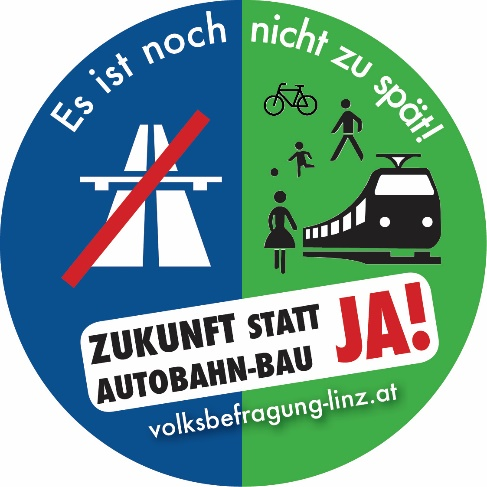 Es ist noch nicht zu spät!
ZUKUNFT STATT
AUTOBAHN-BAU
JA!
volksbefragung-linz.at